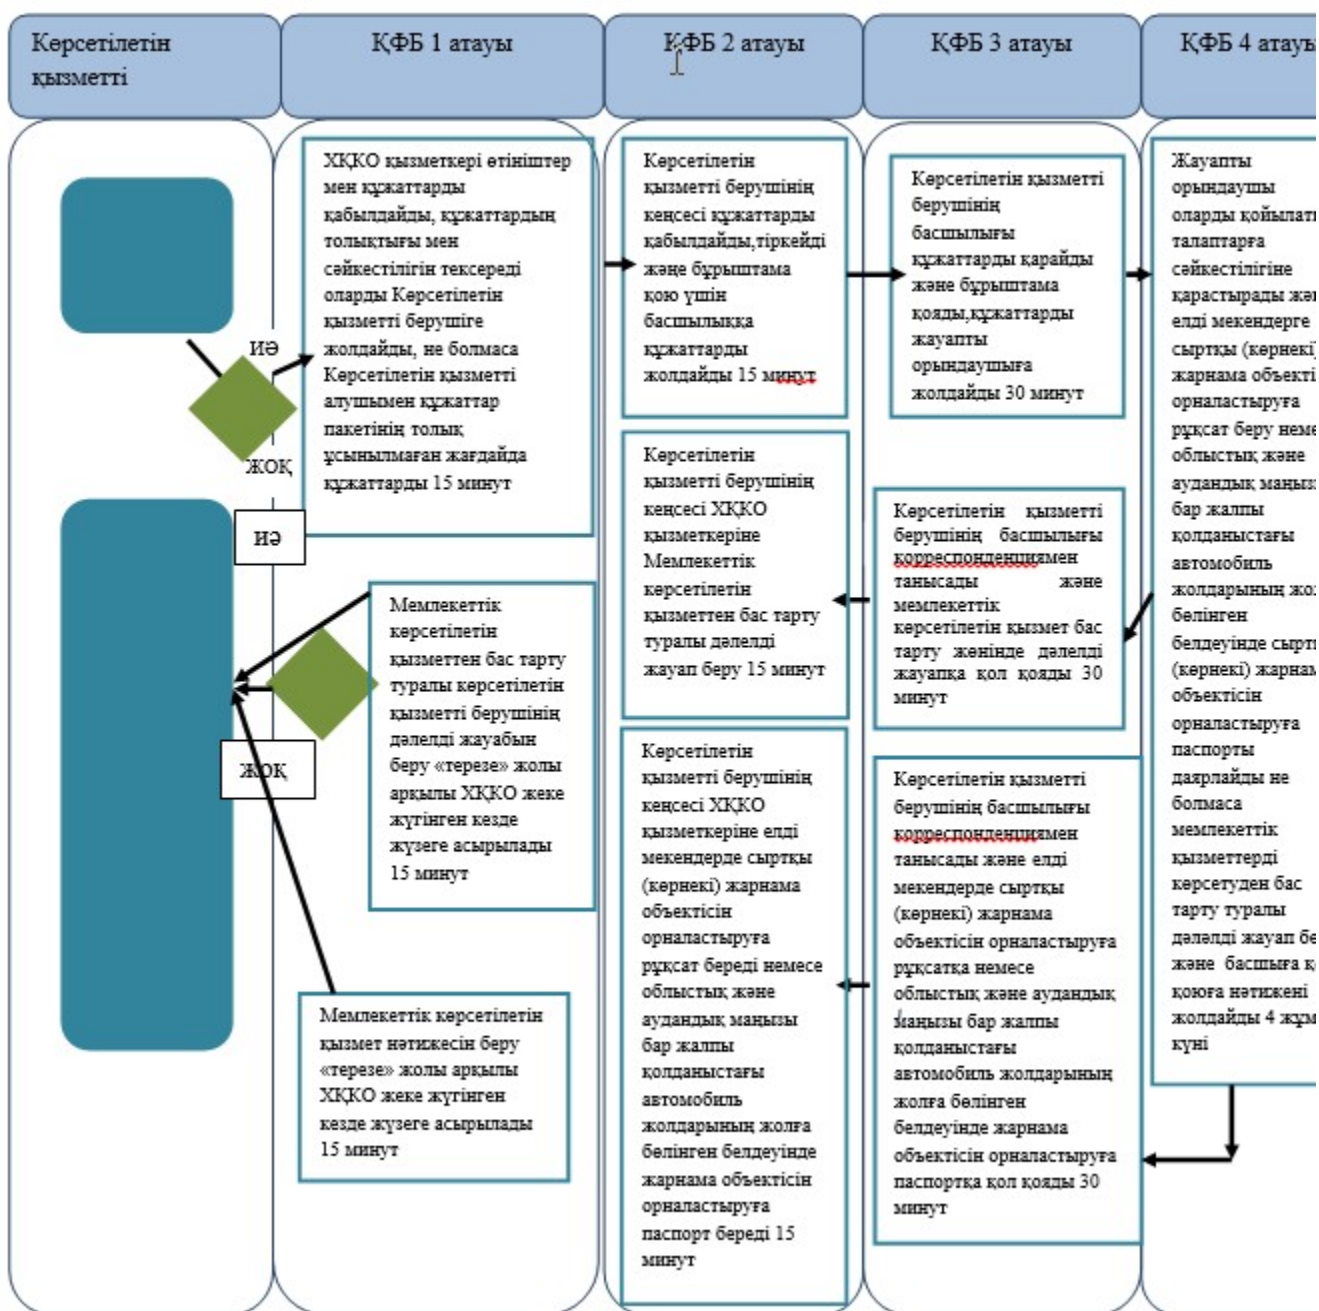 Көрсетілетін
қызметті
ҚФБ 1 атауы
ҚФБ 2 атауы
ҚФБ 3 атауы
ҚФБ 4 атауы
ИӘ
ЖОҚ
ИӘ
ЖОҚ
ХҚКО қызметкері өтініштер
мен құжаттарды
қабылдайды, құжаттардың
толықтығы мен
сәйкестілігін тексереді
оларды Көрсетілетін
қызметті берушіге
жолдайды, не болмаса
Көрсетілетін қызметті
алушымен құжаттар
пакетінің толық
ұсынылмаған жағдайда
құжаттарды 15 минут
Мемлекеттік
көрсетілетін
қызметтен бас тарту
туралы көрсетілетін
қызметті берушінің
дәлелді жауабын
беру «терезе» жолы
арқылы ХҚКО жеке
жүгінген кезде
жүзеге асырылады
15 минут
Мемлекеттік көрсетілетін
қызмет нәтижесін беру
«терезе» жолы арқылы
ХҚКО жеке жүгінген
кезде жүзеге асырылады
15 минут
Көрсетілетін
қызметті берушінің
кеңсесі құжаттарды
қабылдайды,тіркейді
және бұрыштама
қою үшін
басшылыққа
құжаттарды
жолдайды 15 минут
Көрсетілетін
қызметті берушінің
кеңсесі ХҚКО
қызметкеріне
Мемлекеттік
көрсетілетін
қызметтен бас тарту
туралы дәлелді
жауап беру 15 минут
Көрсетілетін
қызметті берушінің
кеңсесі ХҚКО
қызметкеріне елді
мекендерде сыртқы
(көрнекі) жарнама
объектісін
орналастыруға
рұқсат береді немесе
облыстық және
аудандық маңызы
бар жалпы
қолданыстағы
автомобиль
жолдарының жолға
бөлінген белдеуінде
жарнама объектісін
орналастыруға
паспорт береді 15
минут
Көрсетілетін қызметті
берушінің
басшылығы
құжаттарды қарайды
және бұрыштама
қояды,құжаттарды
жауапты
орындаушыға
жолдайды 30 минут
Көрсетілетін қызметті
берушінің басшылығы
корреспонденциямен
танысады және
мемлекеттік
көрсетілетін қызмет бас
тарту жөнінде дәлелді
жауапқа қол қояды 30
минут
Көрсетілетін қызметті
берушінің басшылығы
корреспонденциямен
танысады және елді
мекендерде сыртқы
(көрнекі) жарнама
объектісін орналастыруға
рұқсатқа немесе
облыстық және аудандық
маңызы бар жалпы
қолданыстағы
автомобиль жолдарының
жолға бөлінген
белдеуінде жарнама
объектісін орналастыруға
паспортқа қол қояды 30
минут
Жауапты
орындаушы
оларды қойылаты
талаптарға
сәйкестілігіне
қарастырады жән
елді мекендерге
сыртқы (көрнекі)
жарнама объекті
орналастыруға
рұқсат беру неме
облыстық және
аудандық маңыз
бар жалпы
қолданыстағы
автомобиль
жолдарының жол
бөлінген
белдеуінде сырт
(көрнекі) жарнам
объектісін
орналастыруға
паспорты
даярлайды не
болмаса
мемлекеттік
қызметтерді
көрсетуден бас
тарту туралы
дәләлді жауап бе
және басшыға қ
қоюға нәтижені
жолдайды 4 жұм
күні